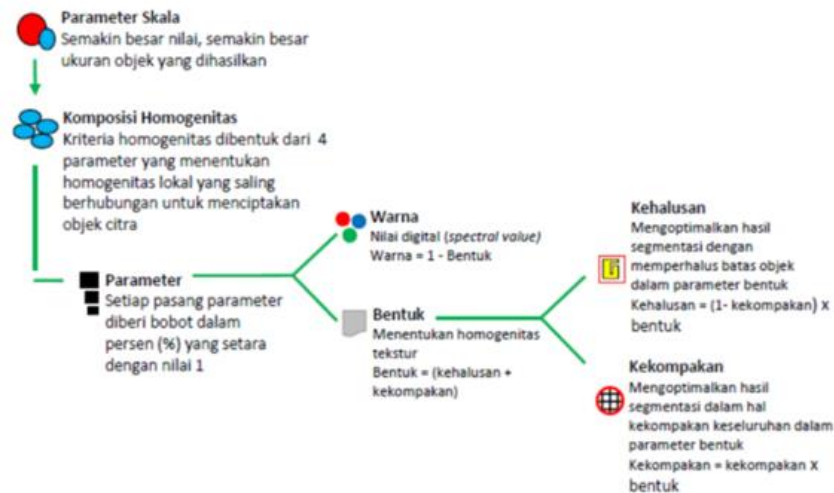 Parameter Skala
Semakin besar nilai, semakin besar
ukuran objek yang dihasilkan
Komposisi Homogenitas
Kriteria homogenitas dibentuk dari 4
parameter yang menentukan
homogenitas lokal yang saling
berhubungan untuk menciptakan
objek citra
Parameter
Setiap pasang parameter
diberi bobot dalam
persen (%) yang setara
dengan nilai 1
Warna
Nilai digital (spectral value)
Warna = 1 - Bentuk
Bentuk
Menentukan homogenitas
tekstur
Bentuk = (kehalusan +
kekompakan)
Kehalusan
Mengoptimalkan hasil
segmentasi dengan
memperhalus batas objek
dalam parameter bentuk
Kehalusan = (1- kekompakan) X
bentuk
Kekompakan
Mengoptimalkan hasil
segmentasi dalam hal
kekompakan keseluruhan dalam
parameter bentuk
Kekompakan = kekompakan X
bentuk